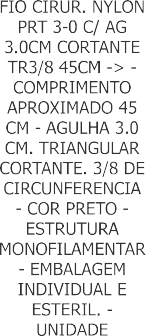 FIO CIRUR. NYLON
PRT 3-0 C/ AG
3.0CM CORTANTE
TR3/8 45CM -> -
COMPRIMENTO
APROXIMADO 45
CM - AGULHA 3.0
CM. TRIANGULAR
CORTANTE. 3/8 DE
CIRCUNFERENCIA
- COR PRETO -
ESTRUTURA
MONOFILAMENTAR
- EMBALAGEM
INDIVIDUAL E
ESTERIL. -
UNIDADE